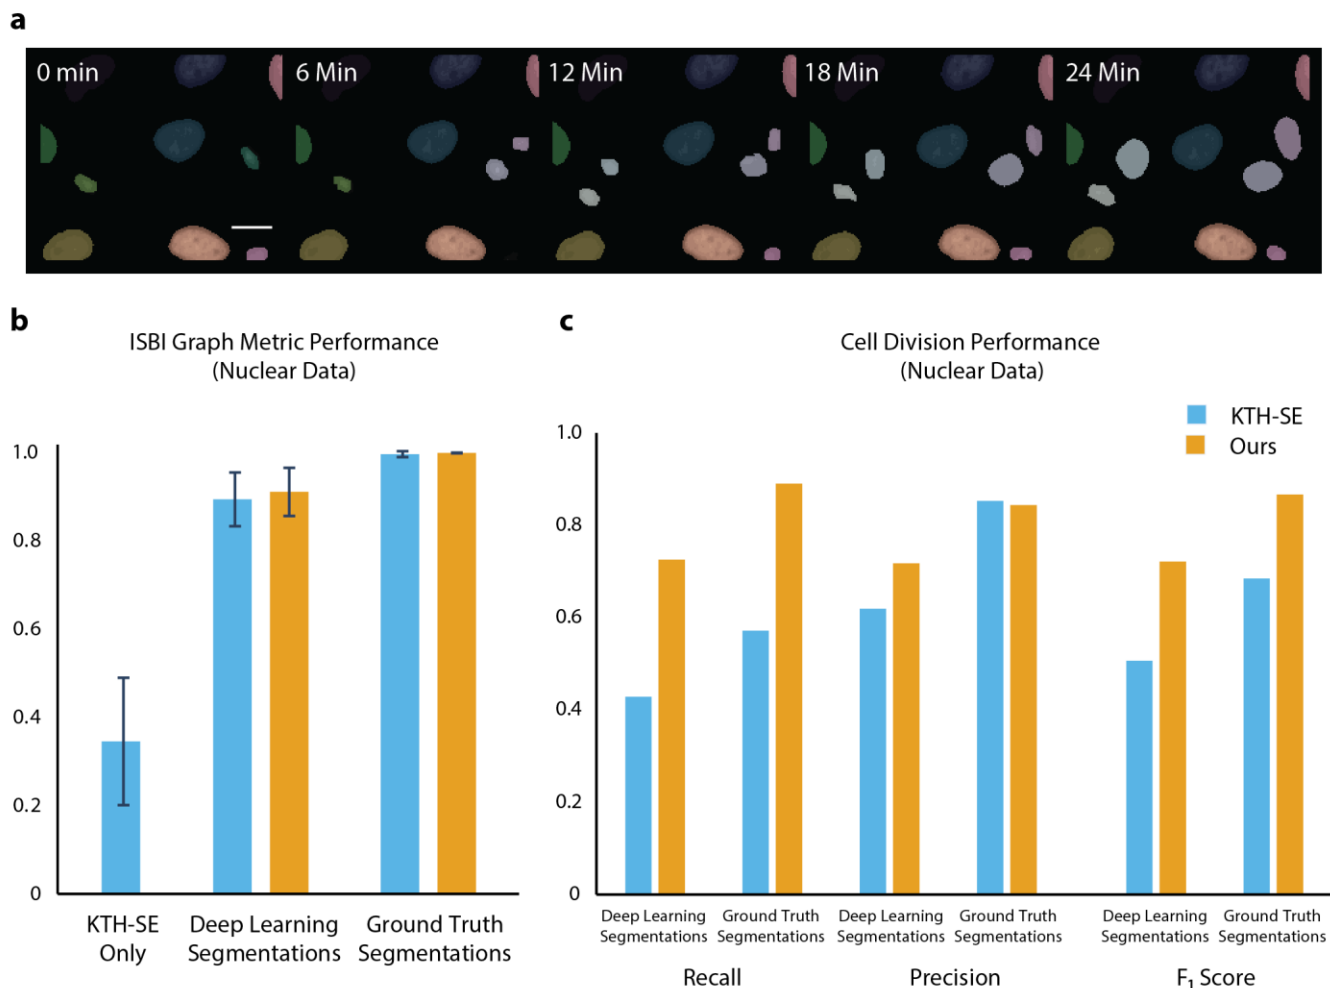 a
0 min
6 Min
12 Min
18 Min
24 Min
b
ISBI Graph Metric Performance
(Nuclear Data)
1.0
0.8
0.6
0.4
0.2
0
KTH-SE
Only
Deep Learning
Segmentations
Ground Truth
Segmentations
c
Cell Division Performance
(Nuclear Data)
KTH-SE
Ours
1.0
0.8
0.6
0.4
0.2
0
Deep Learning
Segmentations
Ground Truth
Segmentations
Deep Learning
Segmentations
Ground Truth
Segmentations
Deep Learning
Segmentations
Ground Truth
Segmentations
Recall
Precision
F₁ Score